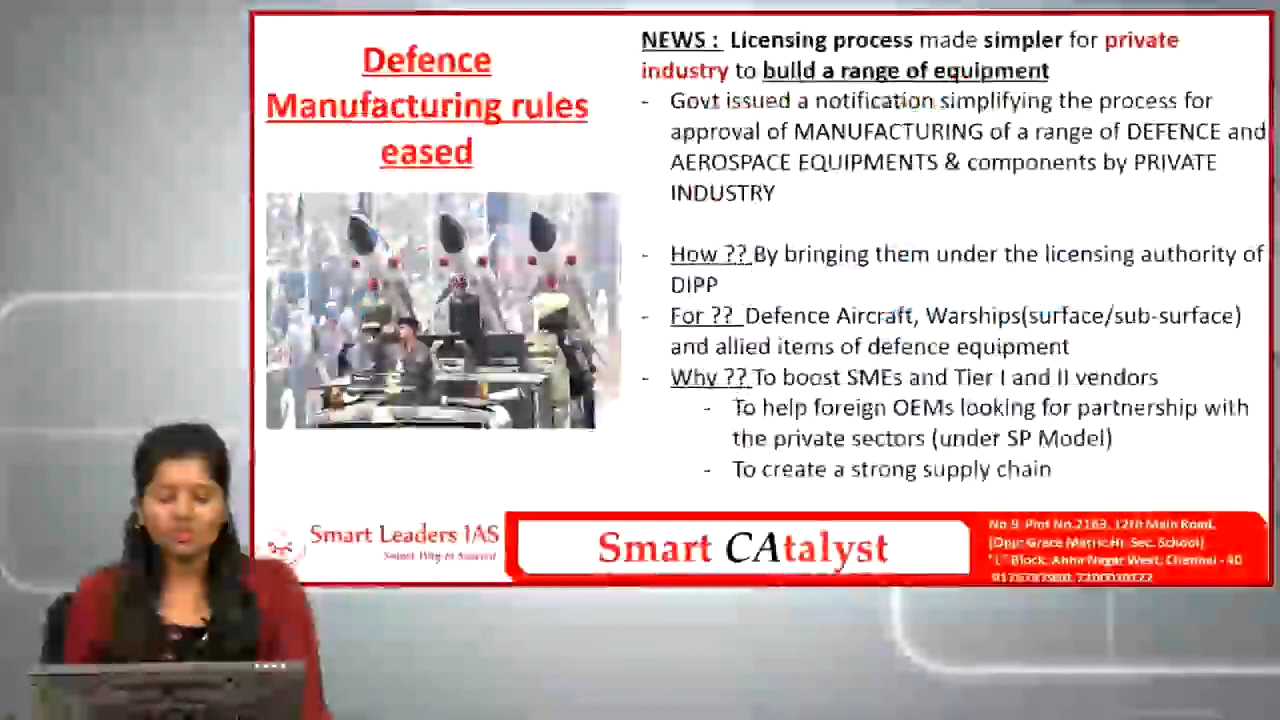 Defence
Manufacturing rules
eased
NEWS : Licensing process made simpler for private
industry to build a range of equipment
- Govt issued a notification simplifying the process for
approval of MANUFACTURING of a range of DEFENCE and
AEROSPACE EQUIPMENTS & components by PRIVATE
INDUSTRY
- How ?? By bringing them under the licensing authority of
DIPP
- For ?? Defence Aircraft, Warships(surface/sub-surface)
and allied items of defence equipment
- Why ?? To boost SMEs and Tier I and II vendors
- To help foreign OEMs looking for partnership with
the private sectors (under SP Model)
- To create a strong supply chain
Smart Leaders IAS
Smart Way to Succeed
Smart CAtalyst
No 9 Plot No.2163, 12th Main Road,
(Opp: Grace Matric.Hr. Sec. School)
"L" Block, Anna Nagar West, Chennai - 40